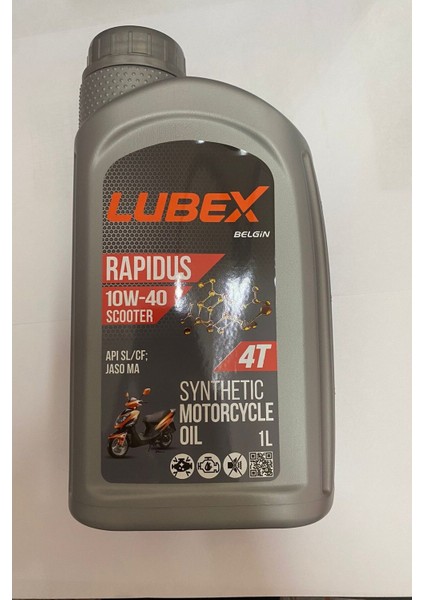 LUBEX
BELGiN
RAPIDUS
10W-40
SCOOTER
4T
API SL/CF;
JASO MA
SYNTHETIC
MOTORCYCLE
OIL 1L